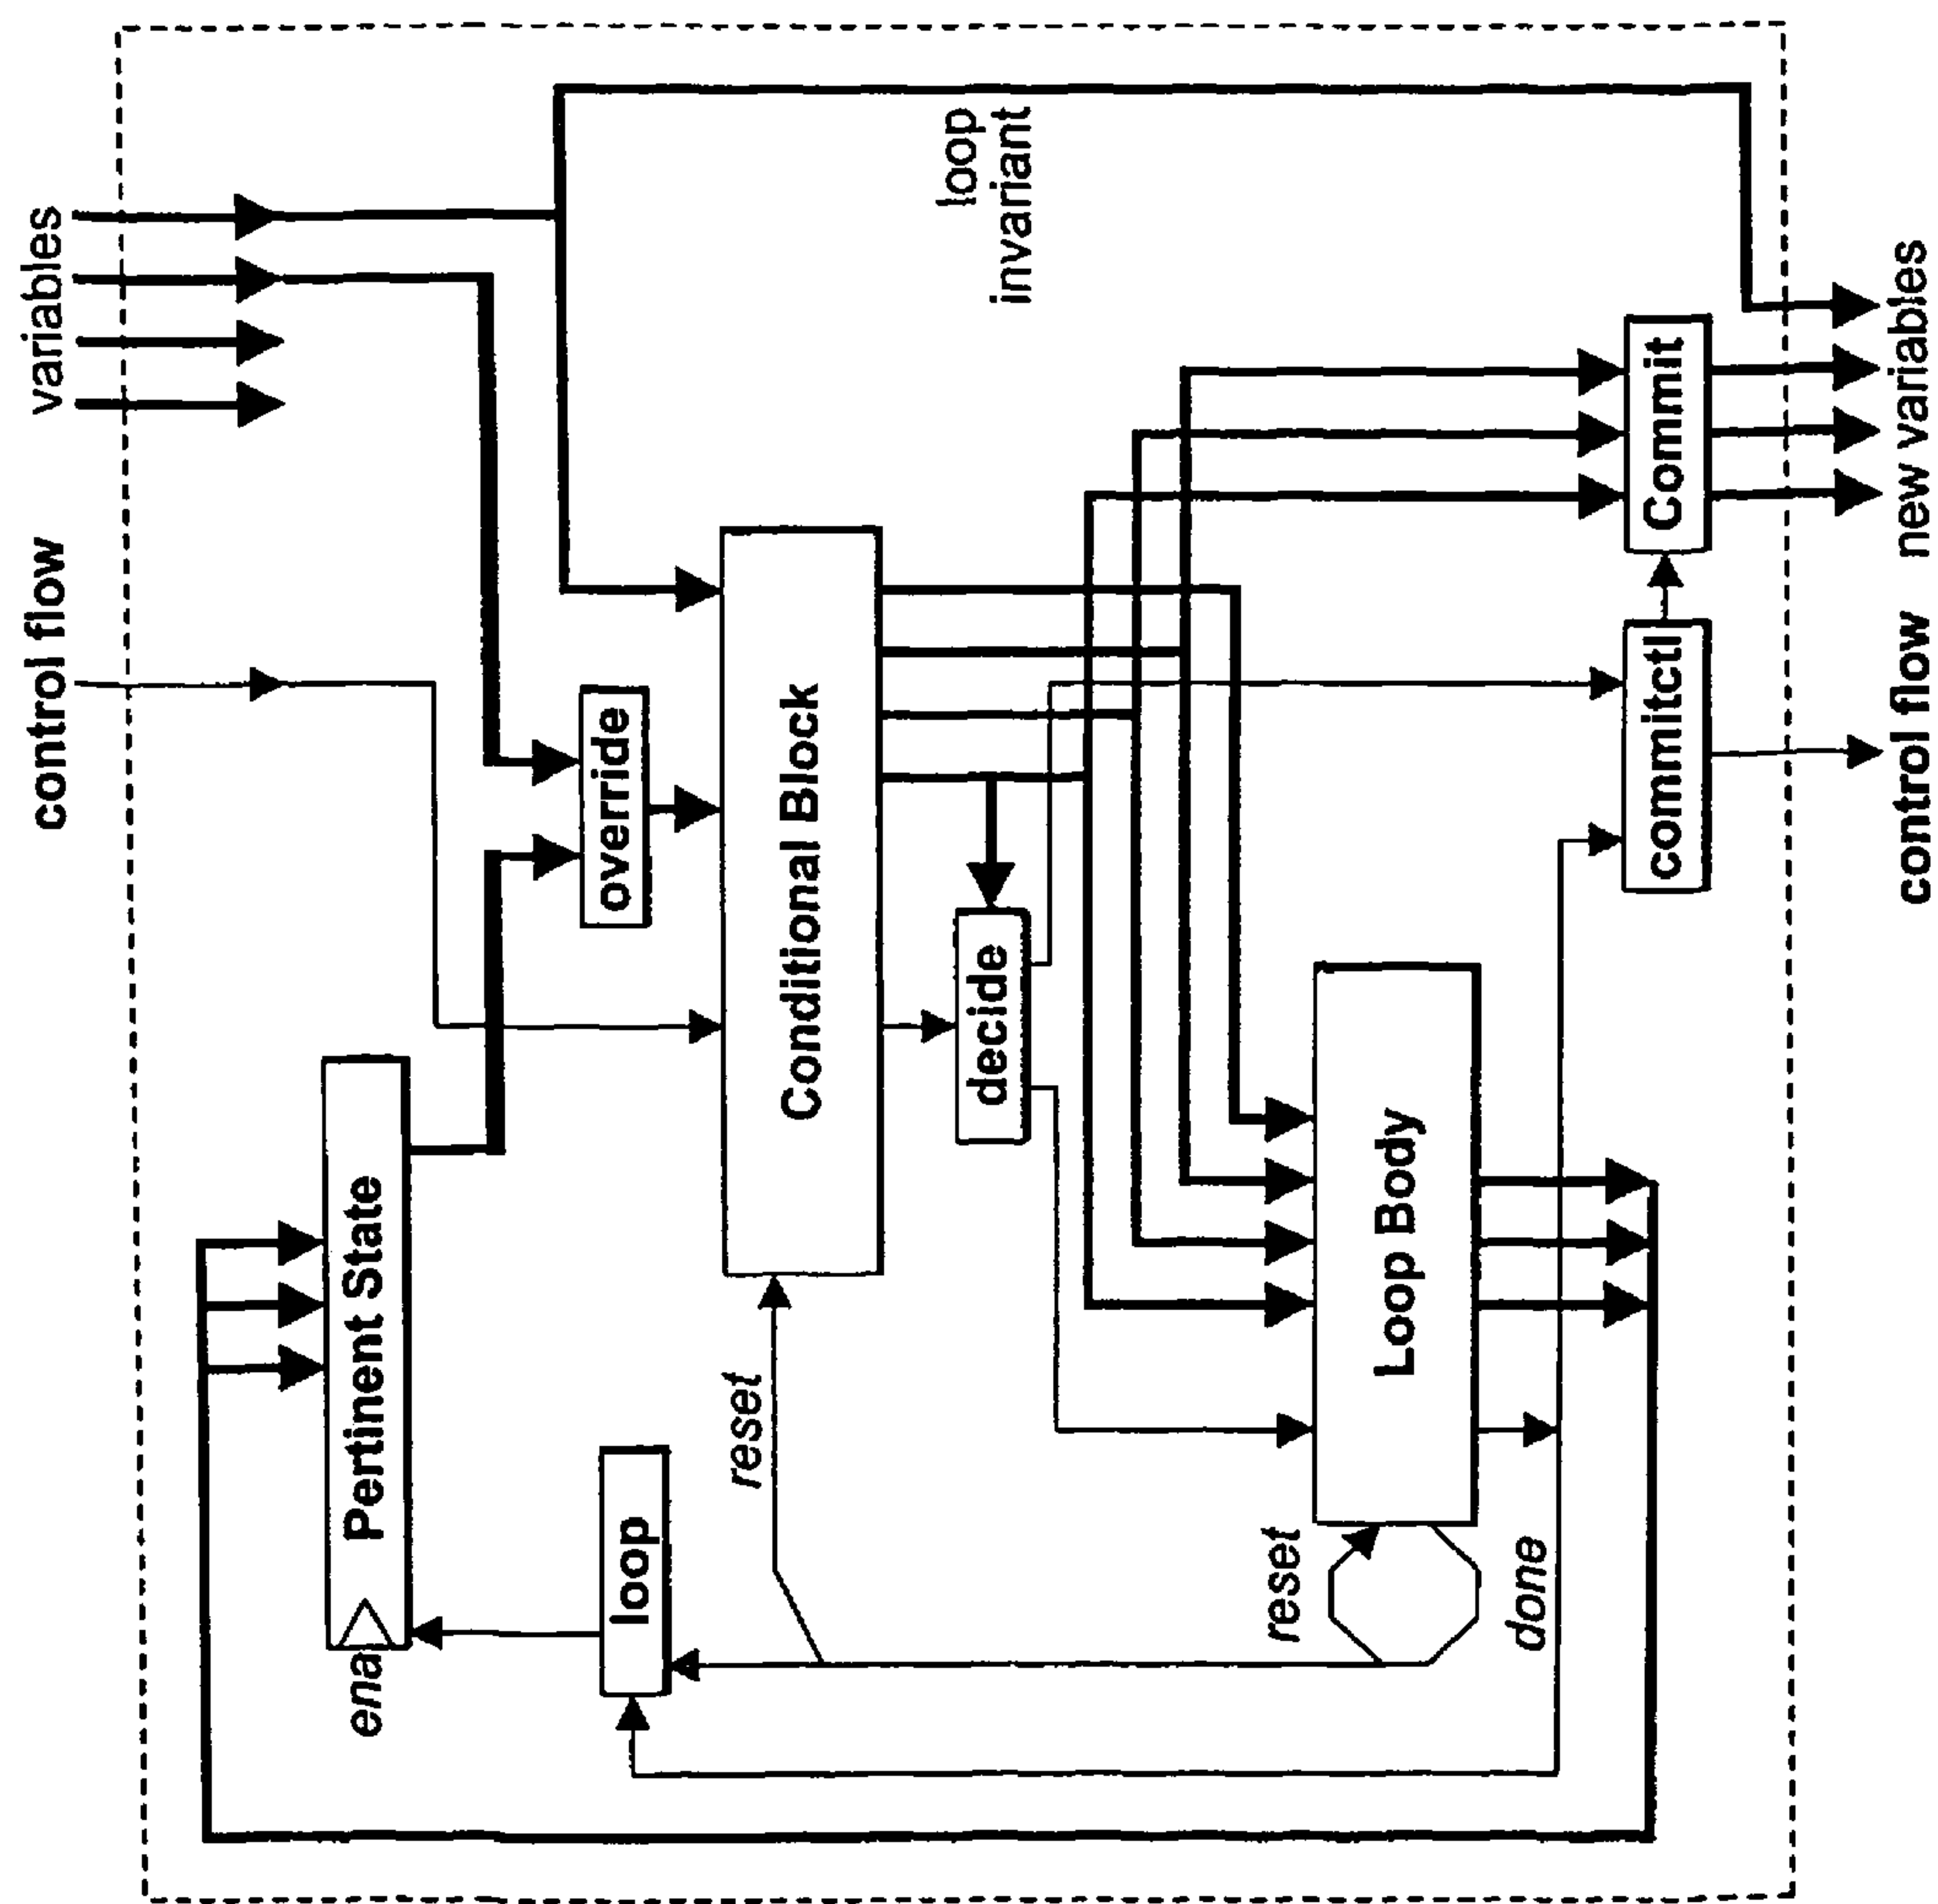 control flow
variables
ena
Pertinent State
loop
override
reset
Conditional Block
loop
invariant
decide
reset
Loop Body
done
commitctl
Commit
control flow
new variables